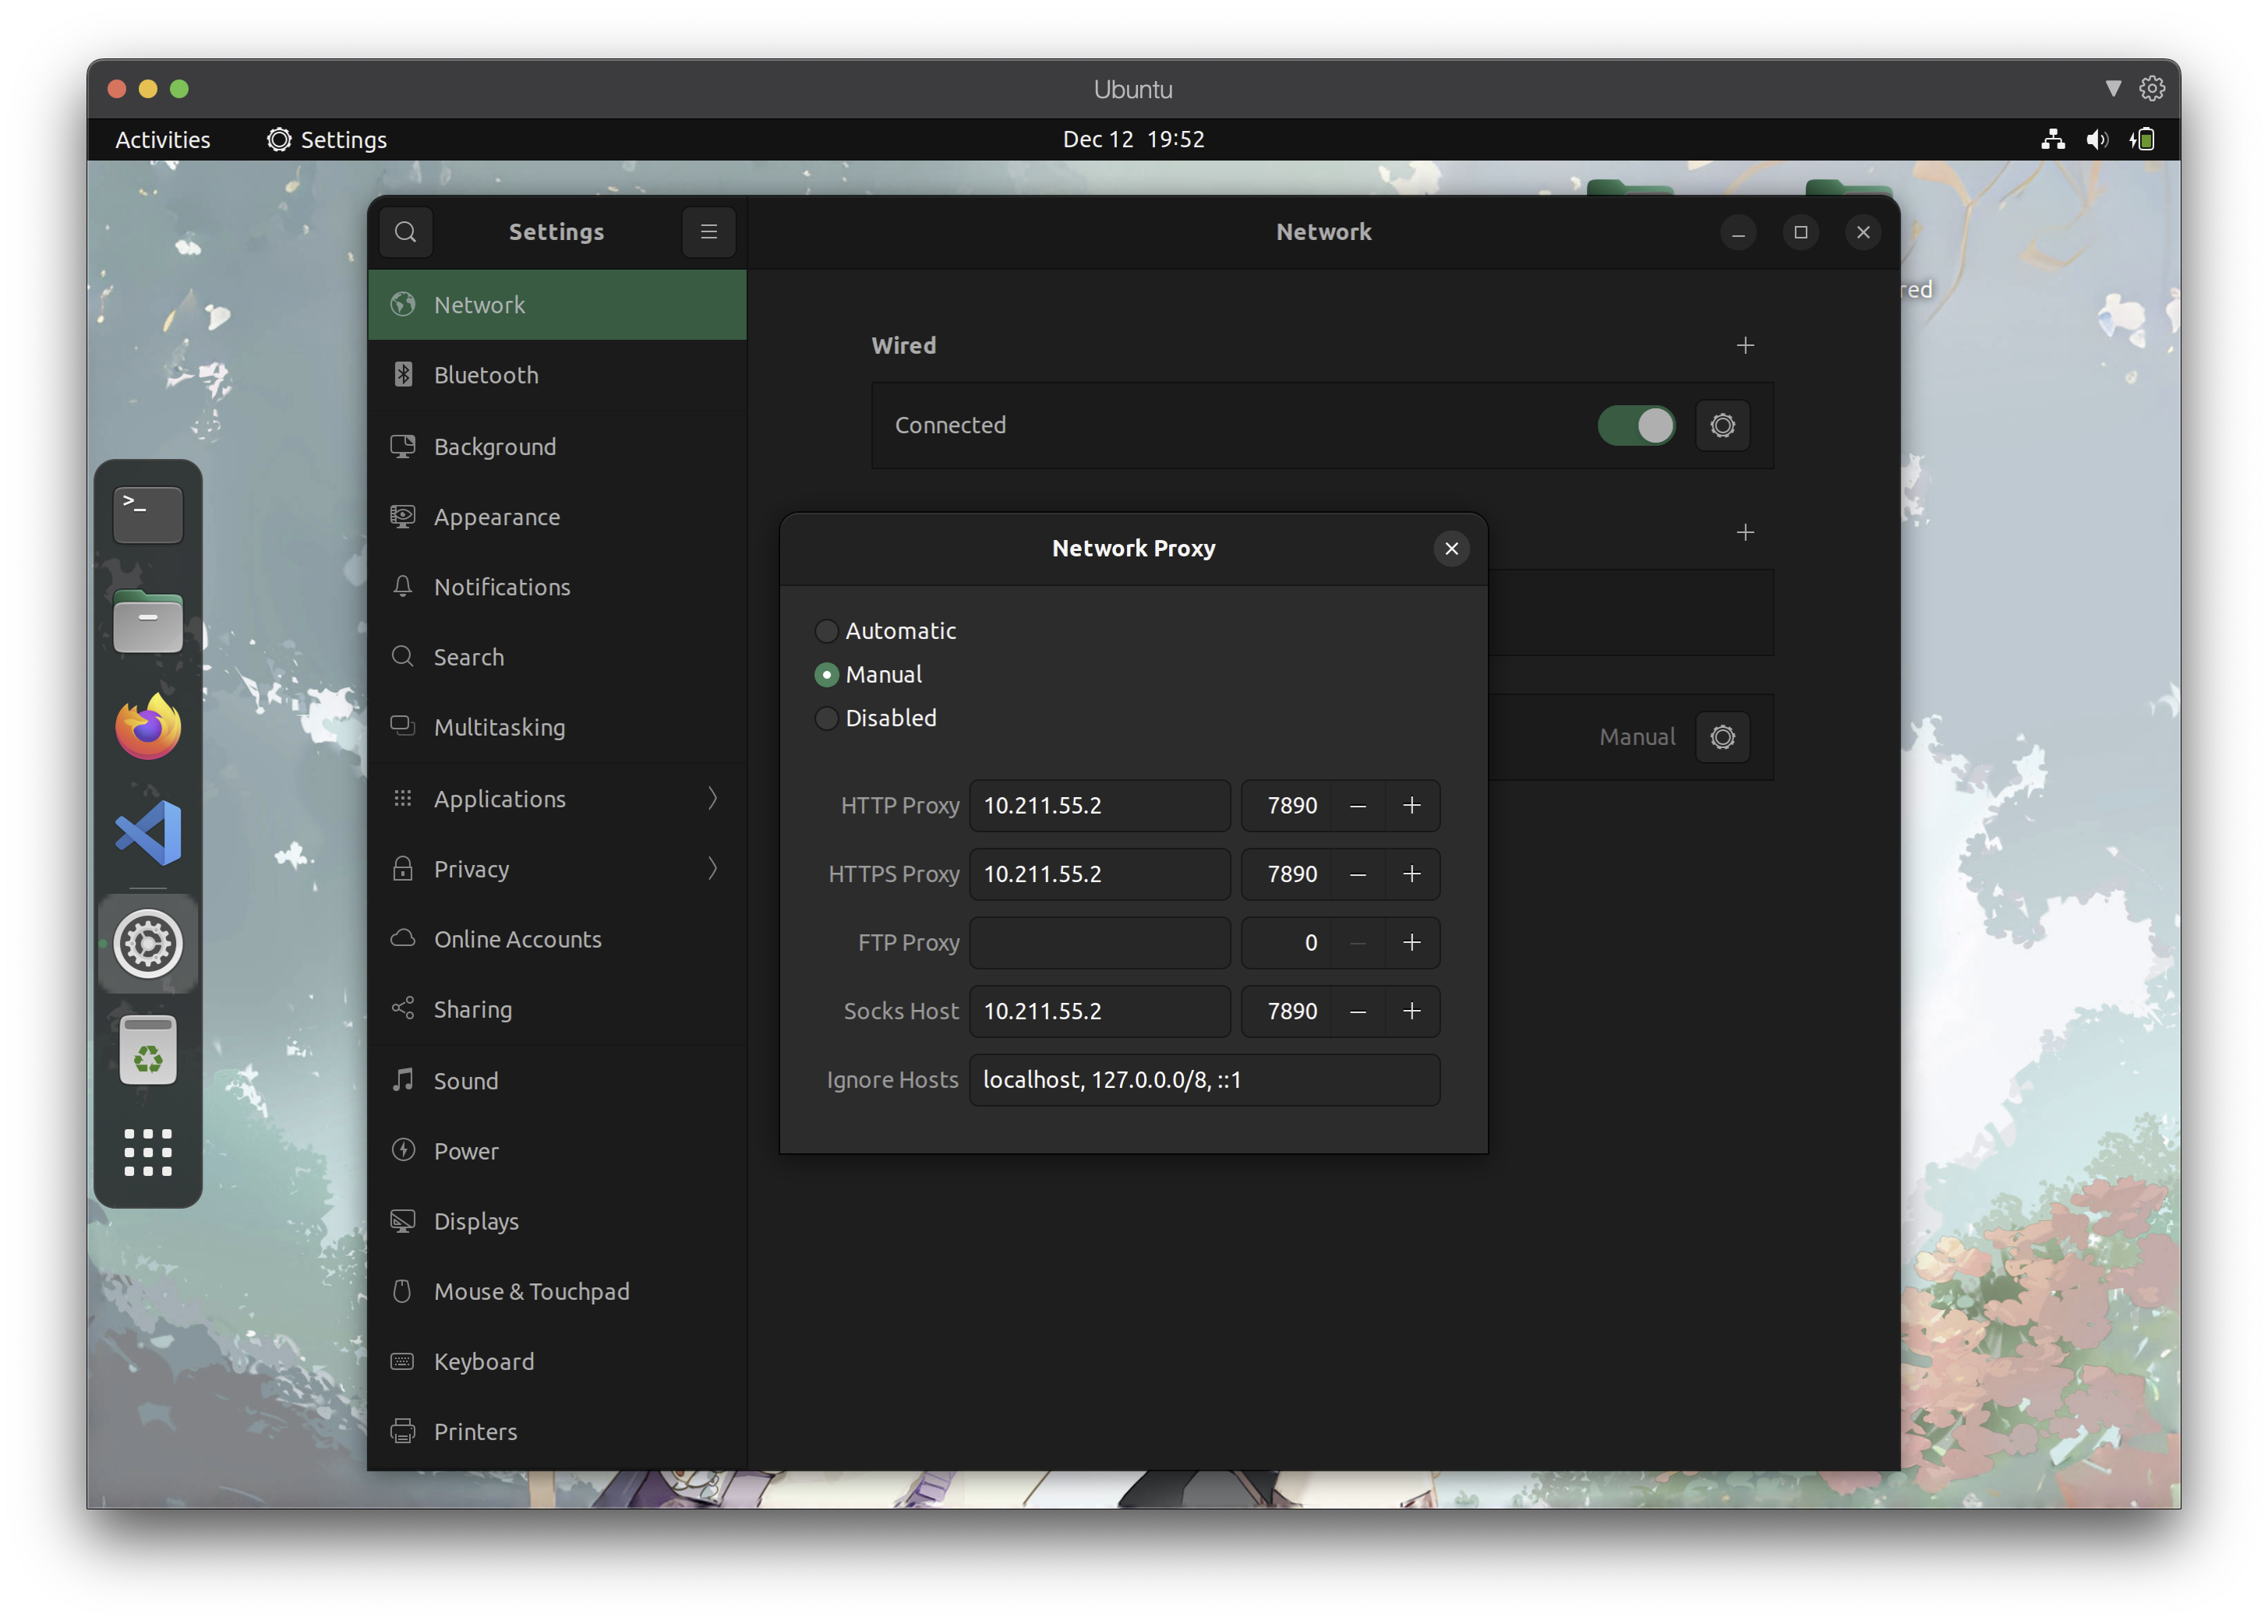 Ubuntu
Activities
Settings
Dec 12 19:52
Settings
Network
Network
Bluetooth
Background
Appearance
Notifications
Search
Multitasking
Applications
Privacy
Online Accounts
Sharing
Sound
Power
Displays
Mouse & Touchpad
Keyboard
Printers
Wired
Connected
Manual
Network Proxy
Automatic
Manual
Disabled
HTTP Proxy 10.211.55.2 7890
HTTPS Proxy 10.211.55.2 7890
FTP Proxy 0
Socks Host 10.211.55.2 7890
Ignore Hosts localhost, 127.0.0.0/8, ::1